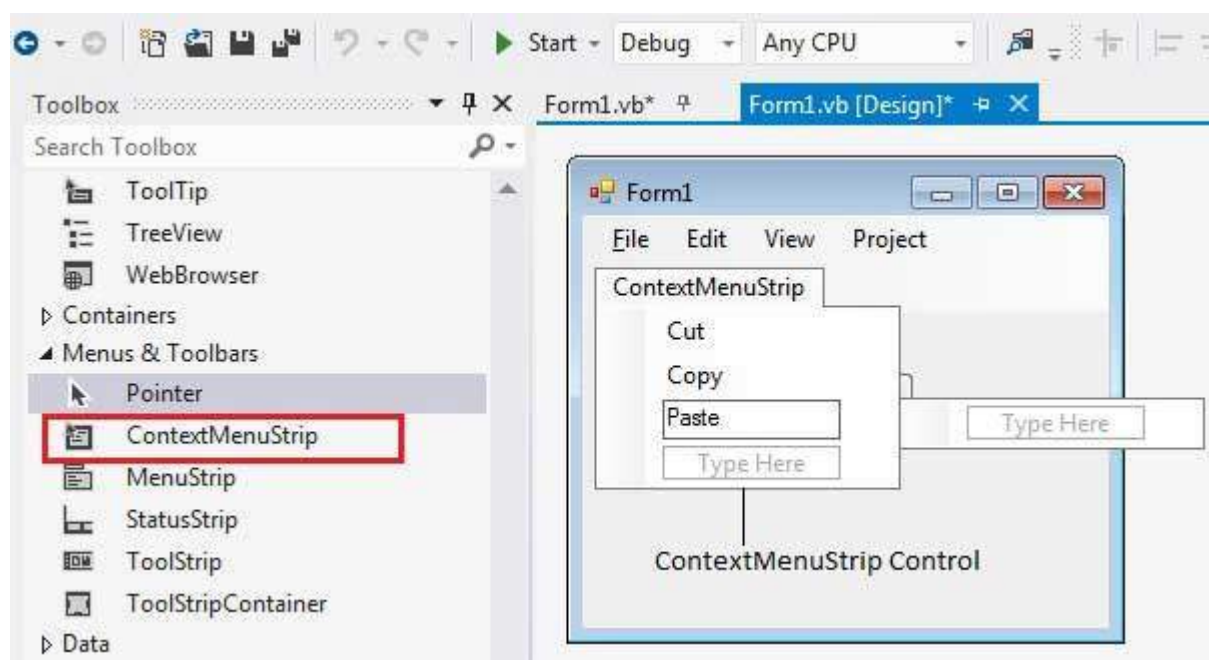 Start Debug Any CPU
Toolbox
Form1.vb* Form1.vb [Design]*
Search Toolbox
ToolTip
TreeView
WebBrowser
Containers
Menus & Toolbars
Pointer
ContextMenuStrip
MenuStrip
StatusStrip
ToolStrip
ToolStripContainer
Data
Form1
File Edit View Project
ContextMenuStrip
Cut
Copy
Paste
Type Here
Type Here
ContextMenuStrip Control